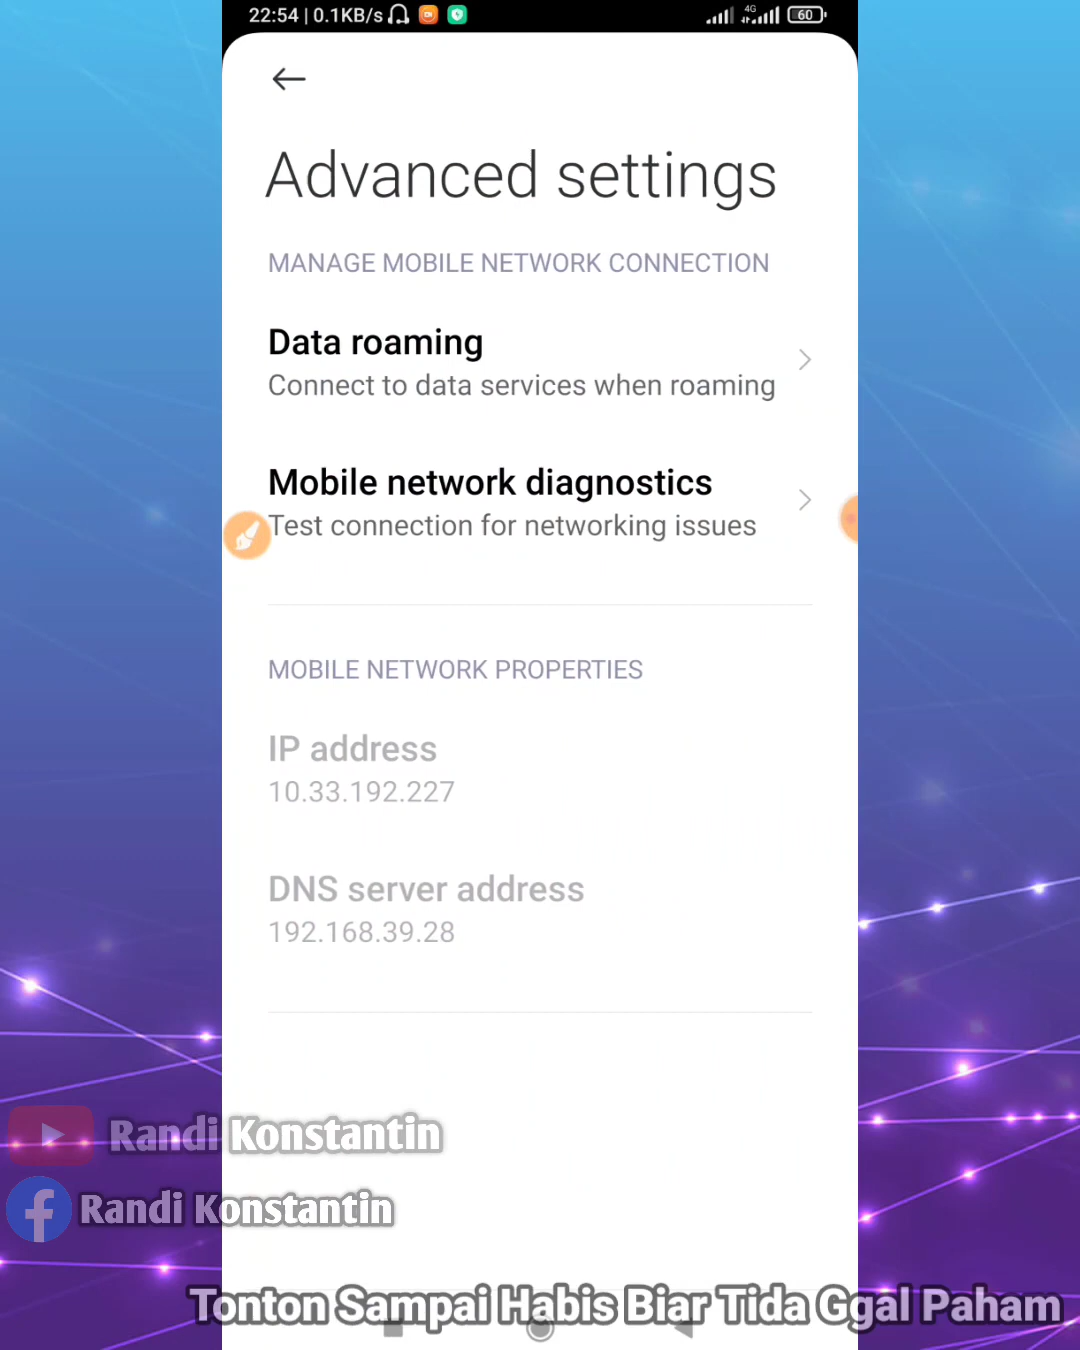 22:54 | 0.1KB/s 4G 60
Advanced settings
MANAGE MOBILE NETWORK CONNECTION
Data roaming
Connect to data services when roaming
Mobile network diagnostics
Test connection for networking issues
MOBILE NETWORK PROPERTIES
IP address
10.33.192.227
DNS server address
192.168.39.28
Randi Konstantin
Randi Konstantin
Tonton Sampai Habis Biar Tida Ggal Paham